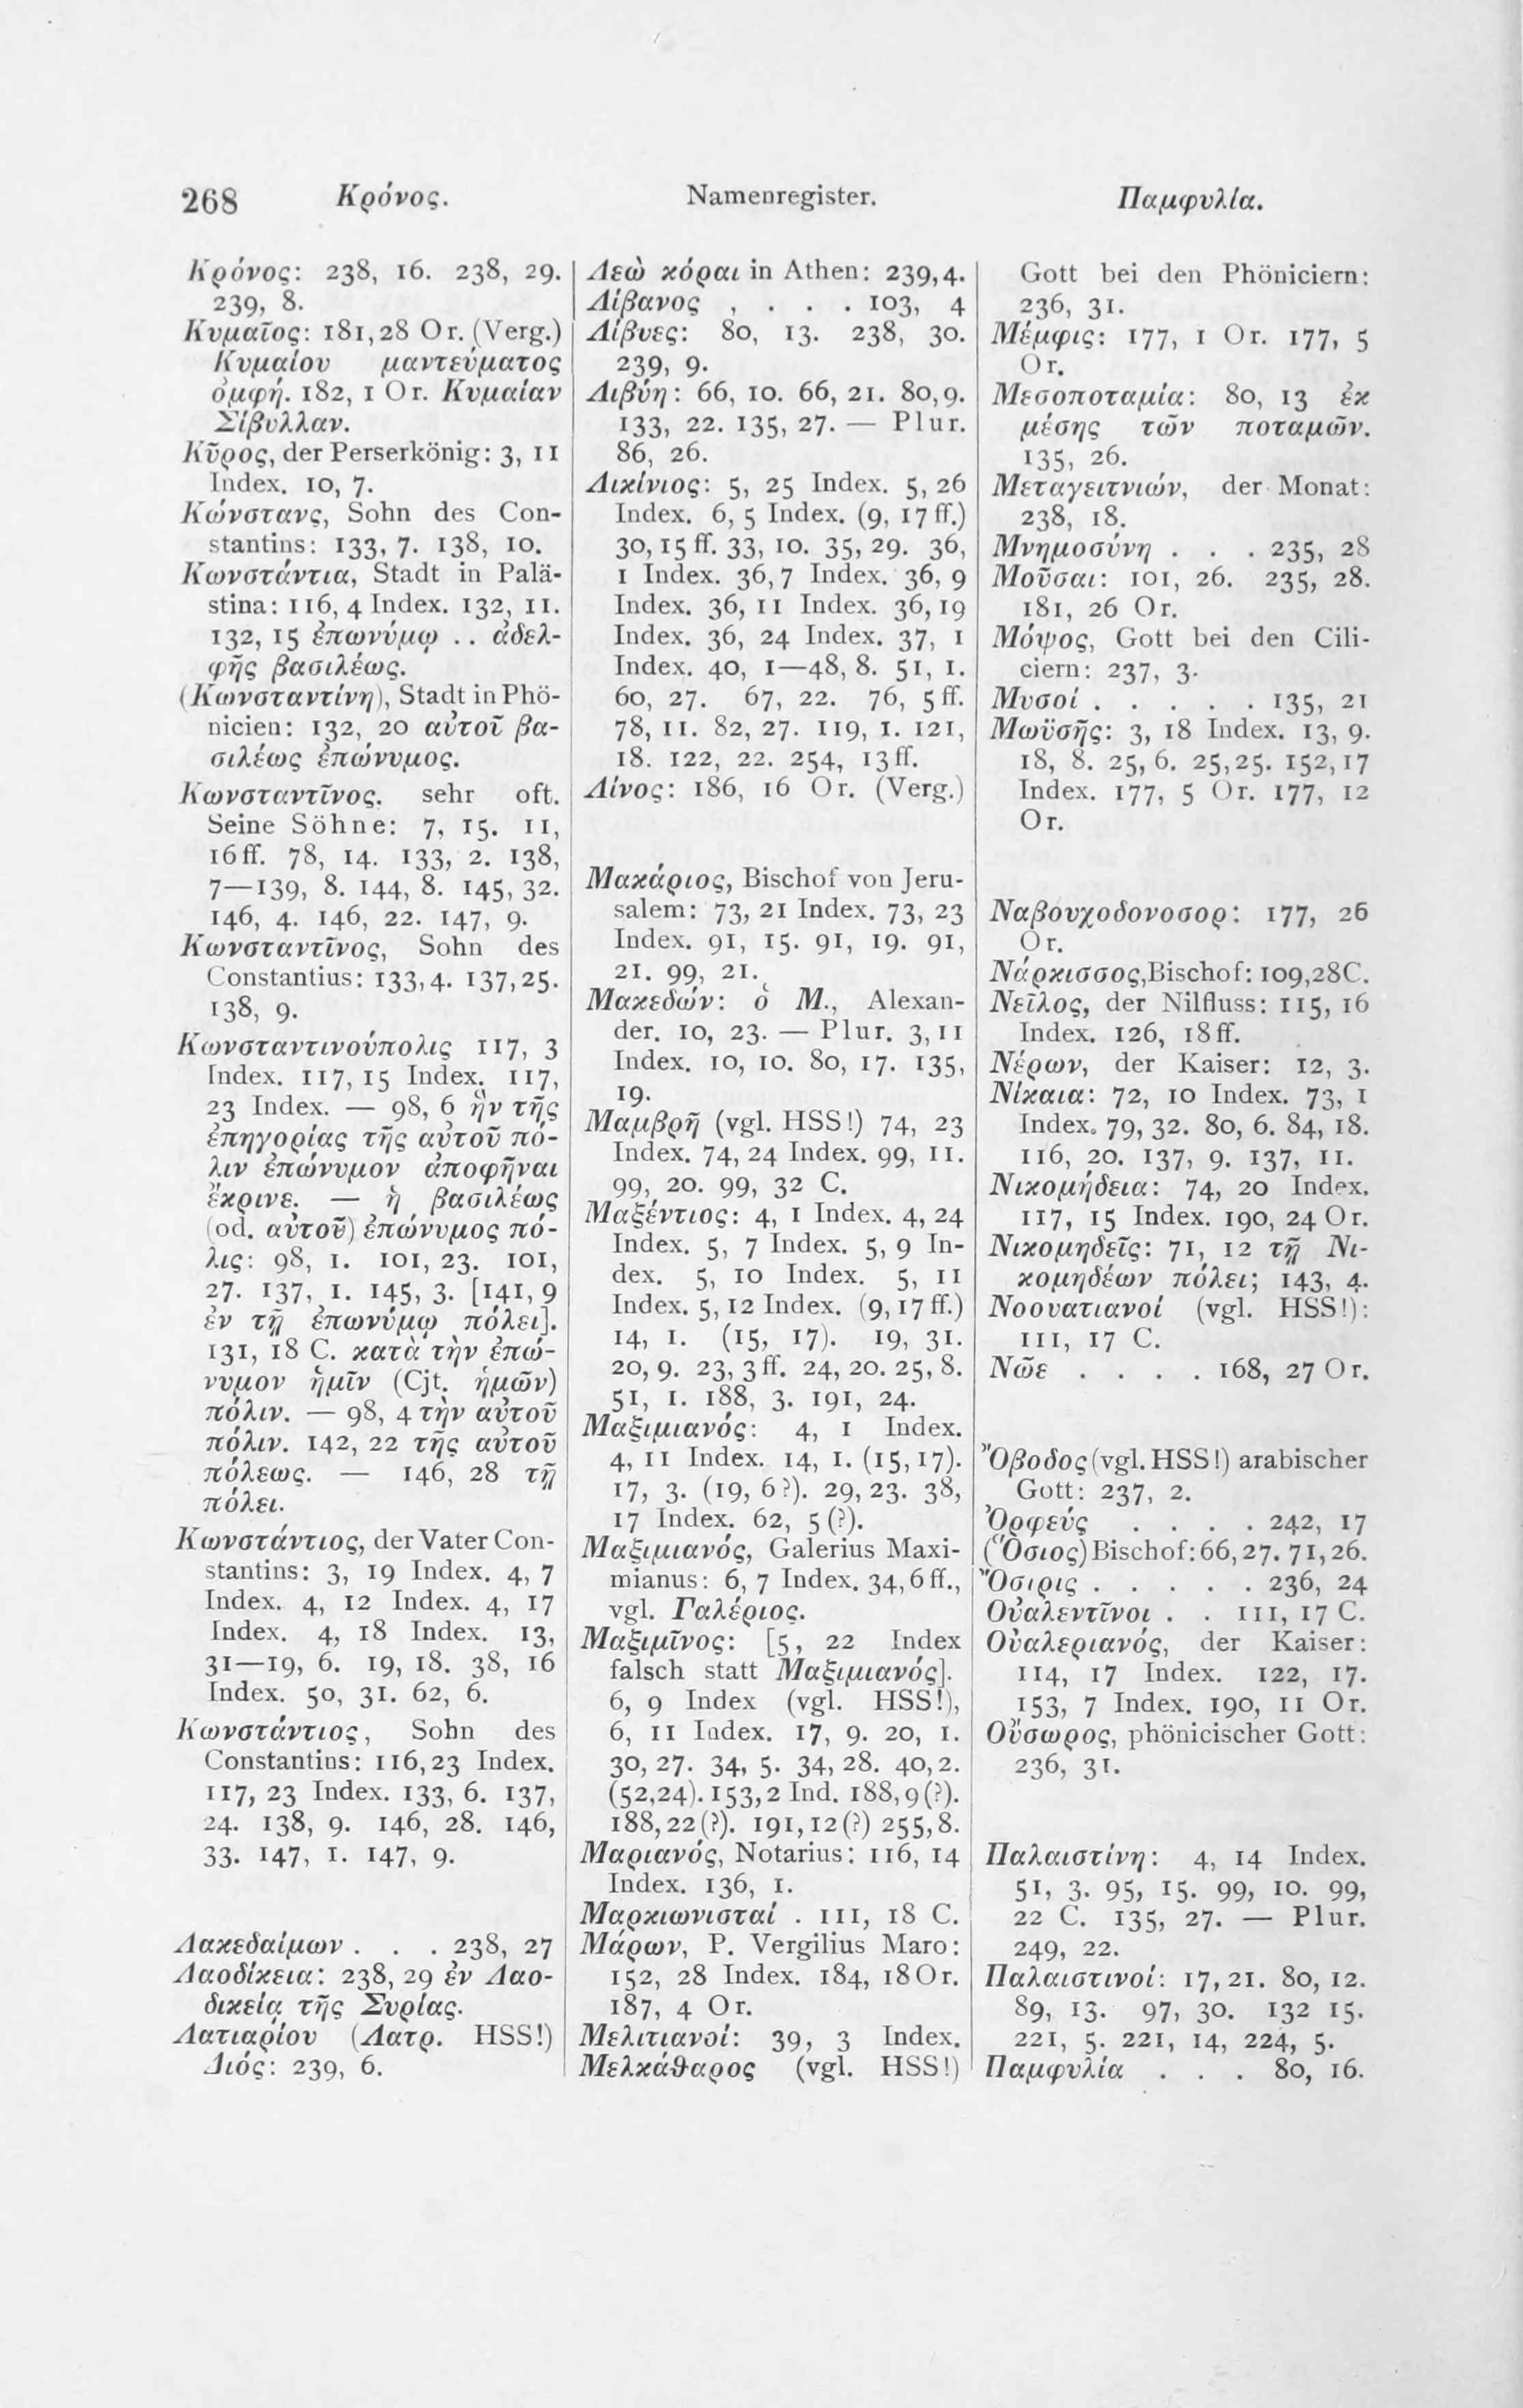 268 Κρόνος. Namenregister. Παμφυλία.
Κρόνος: 238, 16. 238, 29.
239, 8.
Κυμαῖος: 181,28 Or. (Verg.)
Κυμαίου μαντεύματος
ὀμφή. 182, 1 Or. Κυμαίαν
Σίβυλλαν.
Κῦρος, der Perserkönig: 3, 11
Index. 10, 7.
Κώνστανς, Sohn des Con-
stantins: 133, 7. 138, 10.
Κωνστάντια, Stadt in Palä-
stina: 116, 4 Index. 132, 11.
132, 15 ἐπωνύμῳ .. ἀδελ-
φῆς βασιλέως.
(Κωνσταντίνη), Stadt in Phö-
nicien: 132, 20 αὐτοῦ βα-
σιλέως ἐπώνυμος.
Κωνσταντῖνος. sehr oft.
Seine Söhne: 7, 15. 11,
16ff. 78, 14. 133, 2. 138,
7—139, 8. 144, 8. 145, 32.
146, 4. 146, 22. 147, 9.
Κωνσταντῖνος, Sohn des
Constantius: 133,4. 137,25.
138, 9.
Κωνσταντινούπολις 117, 3
Index. 117, 15 Index. 117,
23 Index. — 98, 6 ἣν τῆς
ἐπηγορίας τῆς αὐτοῦ πό-
λιν ἐπώνυμον ἀποφῆναι
ἔκρινε. — ἡ βασιλέως
(od. αὐτοῦ) ἐπώνυμος πό-
λις: 98, 1. 101, 23. 101,
27. 137, 1. 145, 3. [141, 9
ἐν τῇ ἐπωνύμῳ πόλει].
131, 18 C. κατὰ τὴν ἐπώ-
νυμον ἡμῖν (Cjt. ἡμῶν)
πόλιν. — 98, 4 τὴν αὐτοῦ
πόλιν. 142, 22 τῆς αὐτοῦ
πόλεως. — 146, 28 τῇ
πόλει.
Κωνστάντιος, der Vater Con-
stantins: 3, 19 Index. 4, 7
Index. 4, 12 Index. 4, 17
Index. 4, 18 Index. 13,
31—19, 6. 19, 18. 38, 16
Index. 50, 31. 62, 6.
Κωνστάντιος, Sohn des
Constantins: 116,23 Index.
117, 23 Index. 133, 6. 137,
24. 138, 9. 146, 28. 146,
33. 147, 1. 147, 9.
Λακεδαίμων . . . 238, 27
Λαοδίκεια: 238, 29 ἐν Λαο-
δικείᾳ τῆς Συρίας.
Λατιαρίου (Λατρ. HSS!)
Διός: 239, 6.
Λεὼ κόραι in Athen: 239,4.
Λίβανος , . . . 103, 4
Λίβυες: 80, 13. 238, 30.
239, 9.
Λιβύη: 66, 10. 66, 21. 80,9.
133, 22. 135, 27. — Plur.
86, 26.
Λικίνιος: 5, 25 Index. 5, 26
Index. 6, 5 Index. (9, 17ff.)
30, 15 ff. 33, 10. 35, 29. 36,
1 Index. 36,7 Index. 36, 9
Index. 36, 11 Index. 36,19
Index. 36, 24 Index. 37, 1
Index. 40, 1—48, 8. 51, 1.
60, 27. 67, 22. 76, 5 ff.
78, 11. 82, 27. 119, 1. 121,
18. 122, 22. 254, 13 ff.
Λίνος: 186, 16 Or. (Verg.)
Μακάριος, Bischof von Jeru-
salem: 73, 21 Index. 73, 23
Index. 91, 15. 91, 19. 91,
21. 99, 21.
Μακεδών: ὁ Μ., Alexan-
der. 10, 23. — Plur. 3, 11
Index. 10, 10. 80, 17. 135,
19.
Μαμβρῆ (vgl. HSS!) 74, 23
Index. 74, 24 Index. 99, 11.
99, 20. 99, 32 C.
Μαξέντιος: 4, 1 Index. 4, 24
Index. 5, 7 Index. 5, 9 In-
dex. 5, 10 Index. 5, 11
Index. 5, 12 Index. (9, 17 ff.)
14, 1. (15, 17). 19, 31.
20, 9. 23, 3 ff. 24, 20. 25, 8.
51, 1. 188, 3. 191, 24.
Μαξιμιανός: 4, 1 Index.
4, 11 Index. 14, 1. (15, 17).
17, 3. (19, 6?). 29, 23. 38,
17 Index. 62, 5 (?).
Μαξιμιανός, Galerius Maxi-
mianus: 6, 7 Index. 34, 6 ff.,
vgl. Γαλέριος.
Μαξιμῖνος: [5, 22 Index
falsch statt Μαξιμιανός].
6, 9 Index (vgl. HSS!),
6, 11 Index. 17, 9. 20, 1.
30, 27. 34, 5. 34, 28. 40, 2.
(52,24). 153, 2 Ind. 188, 9(?).
188, 22 (?). 191, 12 (?) 255, 8.
Μαριανός, Notarius: 116, 14
Index. 136, 1.
Μαρκιωνισταί . 111, 18 C.
Μάρων, P. Vergilius Maro:
152, 28 Index. 184, 18 Or.
187, 4 Or.
Μελιτιανοί: 39, 3 Index.
Μελκάθαρος (vgl. HSS!)
Gott bei den Phöniciern:
236, 31.
Μέμφις: 177, 1 Or. 177, 5
Or.
Μεσοποταμία: 80, 13 ἐκ
μέσης τῶν ποταμῶν.
135, 26.
Μεταγειτνιών, der Monat:
238, 18.
Μνημοσύνη . . . 235, 28
Μοῦσαι: 101, 26. 235, 28.
181, 26 Or.
Μόψος, Gott bei den Cili-
ciern: 237, 3.
Μυσοί . . . . . 135, 21
Μωϋσῆς: 3, 18 Index. 13, 9.
18, 8. 25, 6. 25, 25. 152, 17
Index. 177, 5 Or. 177, 12
Or.
Ναβουχοδονοσορ: 177, 26
Or.
Νάρκισσος,Bischof: 109,28C.
Νεῖλος, der Nilfluss: 115, 16
Index. 126, 18 ff.
Νέρων, der Kaiser: 12, 3.
Νίκαια: 72, 10 Index. 73, 1
Index. 79, 32. 80, 6. 84, 18.
116, 20. 137, 9. 137, 11.
Νικομήδεια: 74, 20 Index.
117, 15 Index. 190, 24 Or.
Νικομηδεῖς: 71, 12 τῇ Νι-
κομηδέων πόλει; 143, 4.
Νοουατιανοί (vgl. HSS!):
111, 17 C.
Νῶε . . . . 168, 27 Or.
Ὄβοδος (vgl. HSS!) arabischer
Gott: 237, 2.
Ὀρφεύς . . . . 242, 17
(Ὅσιος) Bischof: 66, 27. 71, 26.
Ὄσιρις . . . . . 236, 24
Οὐαλεντῖνοι . . 111, 17 C.
Οὐαλεριανός, der Kaiser:
114, 17 Index. 122, 17.
153, 7 Index. 190, 11 Or.
Οὔσωρος, phönicischer Gott:
236, 31.
Παλαιστίνη: 4, 14 Index.
51, 3. 95, 15. 99, 10. 99,
22 C. 135, 27. — Plur.
249, 22.
Παλαιστινοί: 17, 21. 80, 12.
89, 13. 97, 30. 132 15.
221, 5. 221, 14, 224, 5.
Παμφυλία . . . 80, 16.